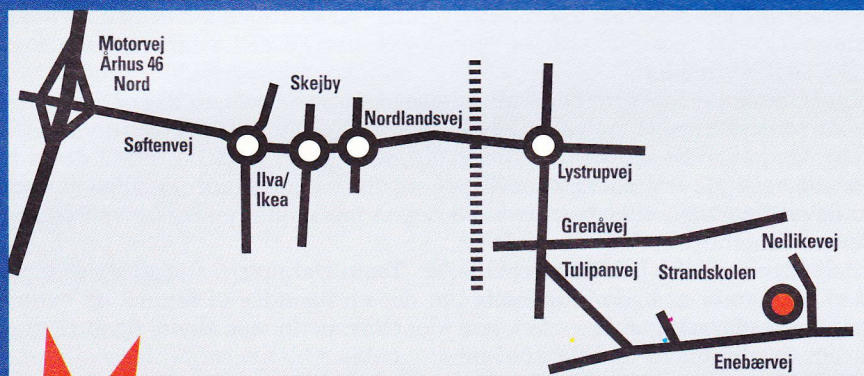 Motorvej
Århus 46
Nord
Skejby
Nordlandsvej
Søftenvej
Ilva/
Ikea
Lystrupvej
Grenåvej
Nellikevej
Tulipanvej
Strandskolen
Enebærvej